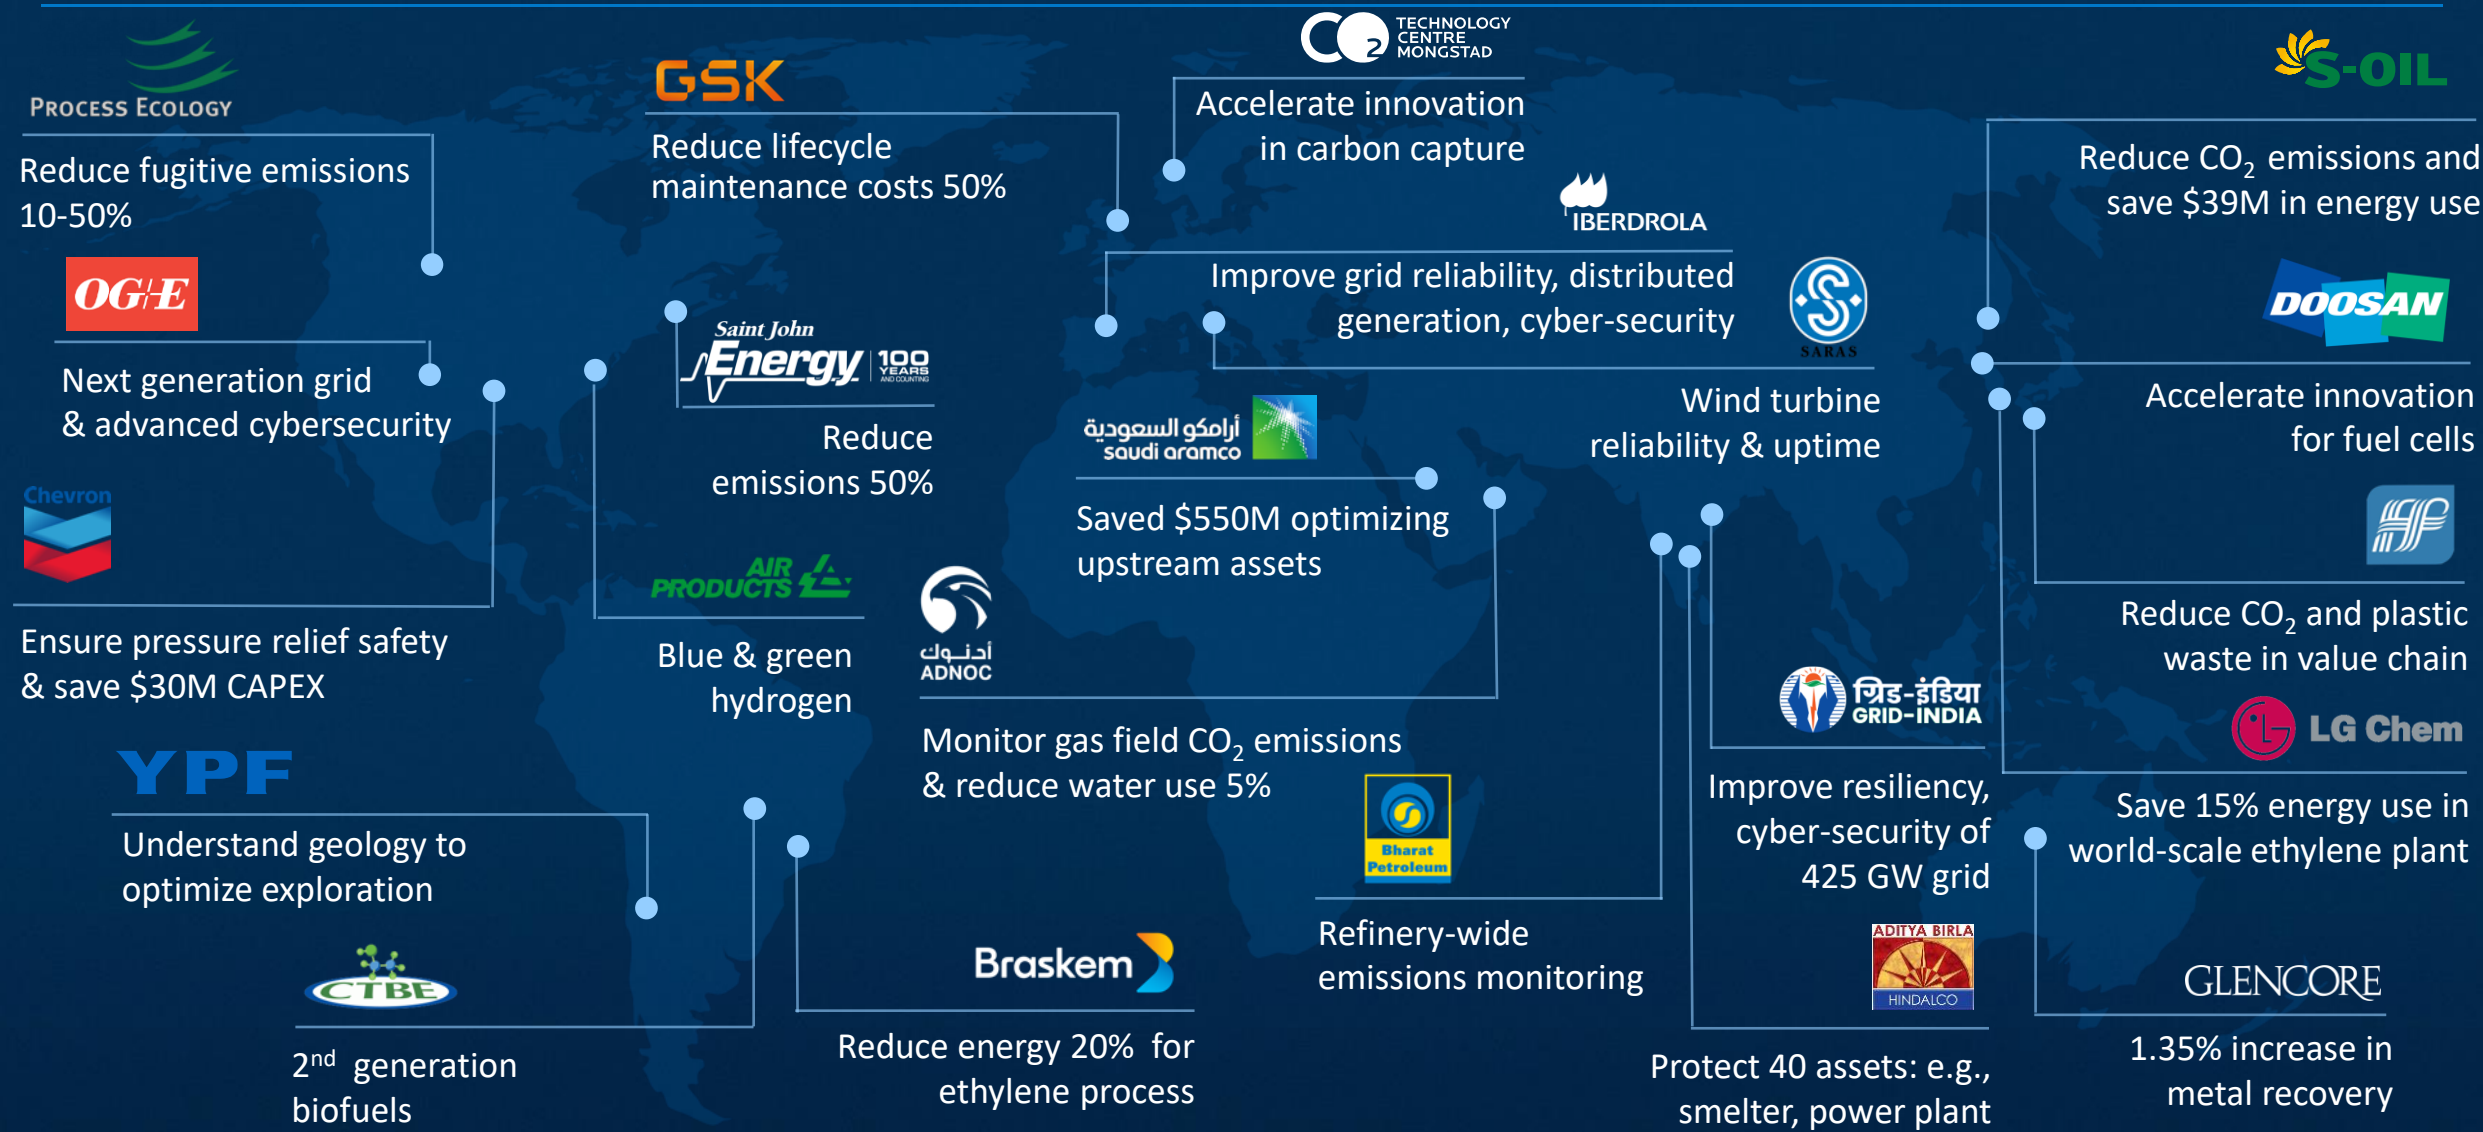 PROCESS ECOLOGY
Reduce fugitive emissions
10-50%
OG+E
Next generation grid
& advanced cybersecurity
Chevron
Ensure pressure relief safety
& save $30M CAPEX
YPF
Understand geology to
optimize exploration
CTBE
2nd generation
biofuels
GSK
Reduce lifecycle
maintenance costs 50%
Saint John
Energy
100
YEARS
AND COUNTING
Reduce
emissions 50%
AIR
PRODUCTS
Blue & green
hydrogen
أدنوك
ADNOC
Monitor gas field CO₂ emissions
& reduce water use 5%
Braskem
Reduce energy 20% for
ethylene process
CO2
TECHNOLOGY
CENTRE
MONGSTAD
Accelerate innovation
in carbon capture
IBERDROLA
Improve grid reliability, distributed
generation, cyber-security
SARAS
Wind turbine
reliability & uptime
أرامكو السعودية
saudi aramco
Saved $550M optimizing
upstream assets
Bharat
Petroleum
Refinery-wide
emissions monitoring
ग्रिड-इंडिया
GRID-INDIA
Improve resiliency,
cyber-security of
425 GW grid
ADITYA BIRLA
HINDALCO
Protect 40 assets: e.g.,
smelter, power plant
S-OIL
Reduce CO₂ emissions and
save $39M in energy use
DOOSAN
Accelerate innovation
for fuel cells
Reduce CO₂ and plastic
waste in value chain
LG Chem
Save 15% energy use in
world-scale ethylene plant
GLENCORE
1.35% increase in
metal recovery